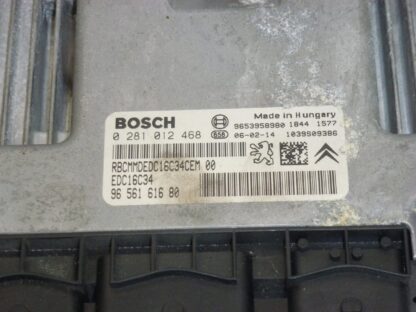 Made in Hungary
BOSCH
9653958980 1844 1577
0 281 012 468 658 06-02-14 1039S09386
RBCMMDEDC16C34CEM 00
EDC16C34
96 561 616 80